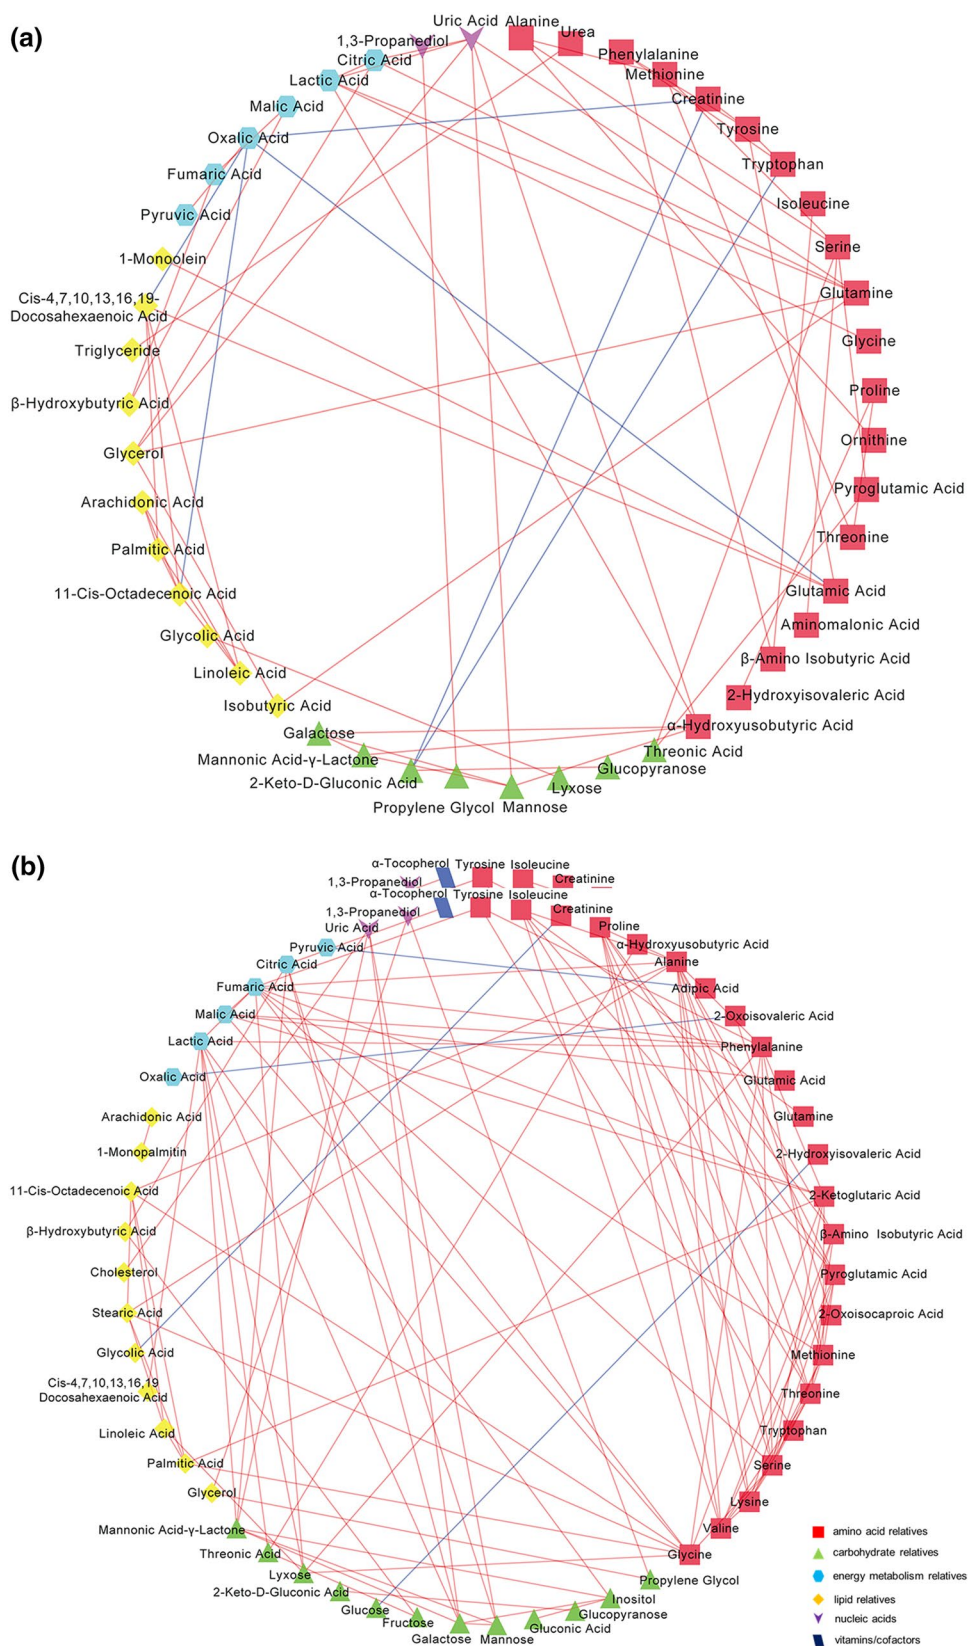 (a)
Uric Acid Alanine
Urea
1,3-Propanediol
Phenylalanine
Citric Acid
Methionine
Lactic Acid
Creatinine
Malic Acid
Tyrosine
Oxalic Acid
Tryptophan
Fumaric Acid
Isoleucine
Pyruvic Acid
Serine
1-Monoolein
Glutamine
Cis-4,7,10,13,16,19-
Docosahexaenoic Acid
Glycine
Triglyceride
Proline
β-Hydroxybutyric Acid
Ornithine
Glycerol
Pyroglutamic Acid
Arachidonic Acid
Threonine
Palmitic Acid
Glutamic Acid
11-Cis-Octadecenoic Acid
Aminomalonic Acid
Glycolic Acid
β-Amino Isobutyric Acid
Linoleic Acid
2-Hydroxyisovaleric Acid
Isobutyric Acid
α-Hydroxyusobutyric Acid
Galactose
Threonic Acid
Mannonic Acid-γ-Lactone
Glucopyranose
2-Keto-D-Gluconic Acid
Lyxose
Propylene Glycol Mannose
(b)
α-Tocopherol Tyrosine Isoleucine
1,3-Propanediol
Creatinine
α-Tocopherol Tyrosine Isoleucine
1,3-Propanediol
Creatinine
Uric Acid
Proline
Pyruvic Acid
α-Hydroxyusobutyric Acid
Citric Acid
Alanine
Fumaric Acid
Adipic Acid
Malic Acid
2-Oxoisovaleric Acid
Lactic Acid
Phenylalanine
Oxalic Acid
Glutamic Acid
Arachidonic Acid
Glutamine
1-Monopalmitin
2-Hydroxyisovaleric Acid
11-Cis-Octadecenoic Acid
2-Ketoglutaric Acid
β-Hydroxybutyric Acid
β-Amino Isobutyric Acid
Cholesterol
Pyroglutamic Acid
Stearic Acid
2-Oxoisocaproic Acid
Glycolic Acid
Methionine
Cis-4,7,10,13,16,19
Docosahexaenoic Acid
Threonine
Linoleic Acid
Tryptophan
Palmitic Acid
Serine
Glycerol
Lysine
Mannonic Acid-γ-Lactone
Valine
Threonic Acid
Glycine
Lyxose
Propylene Glycol
2-Keto-D-Gluconic Acid
Inositol
Glucose
Glucopyranose
Fructose
Gluconic Acid
Galactose Mannose
amino acid relatives
carbohydrate relatives
energy metabolism relatives
lipid relatives
nucleic acids
vitamins/cofactors